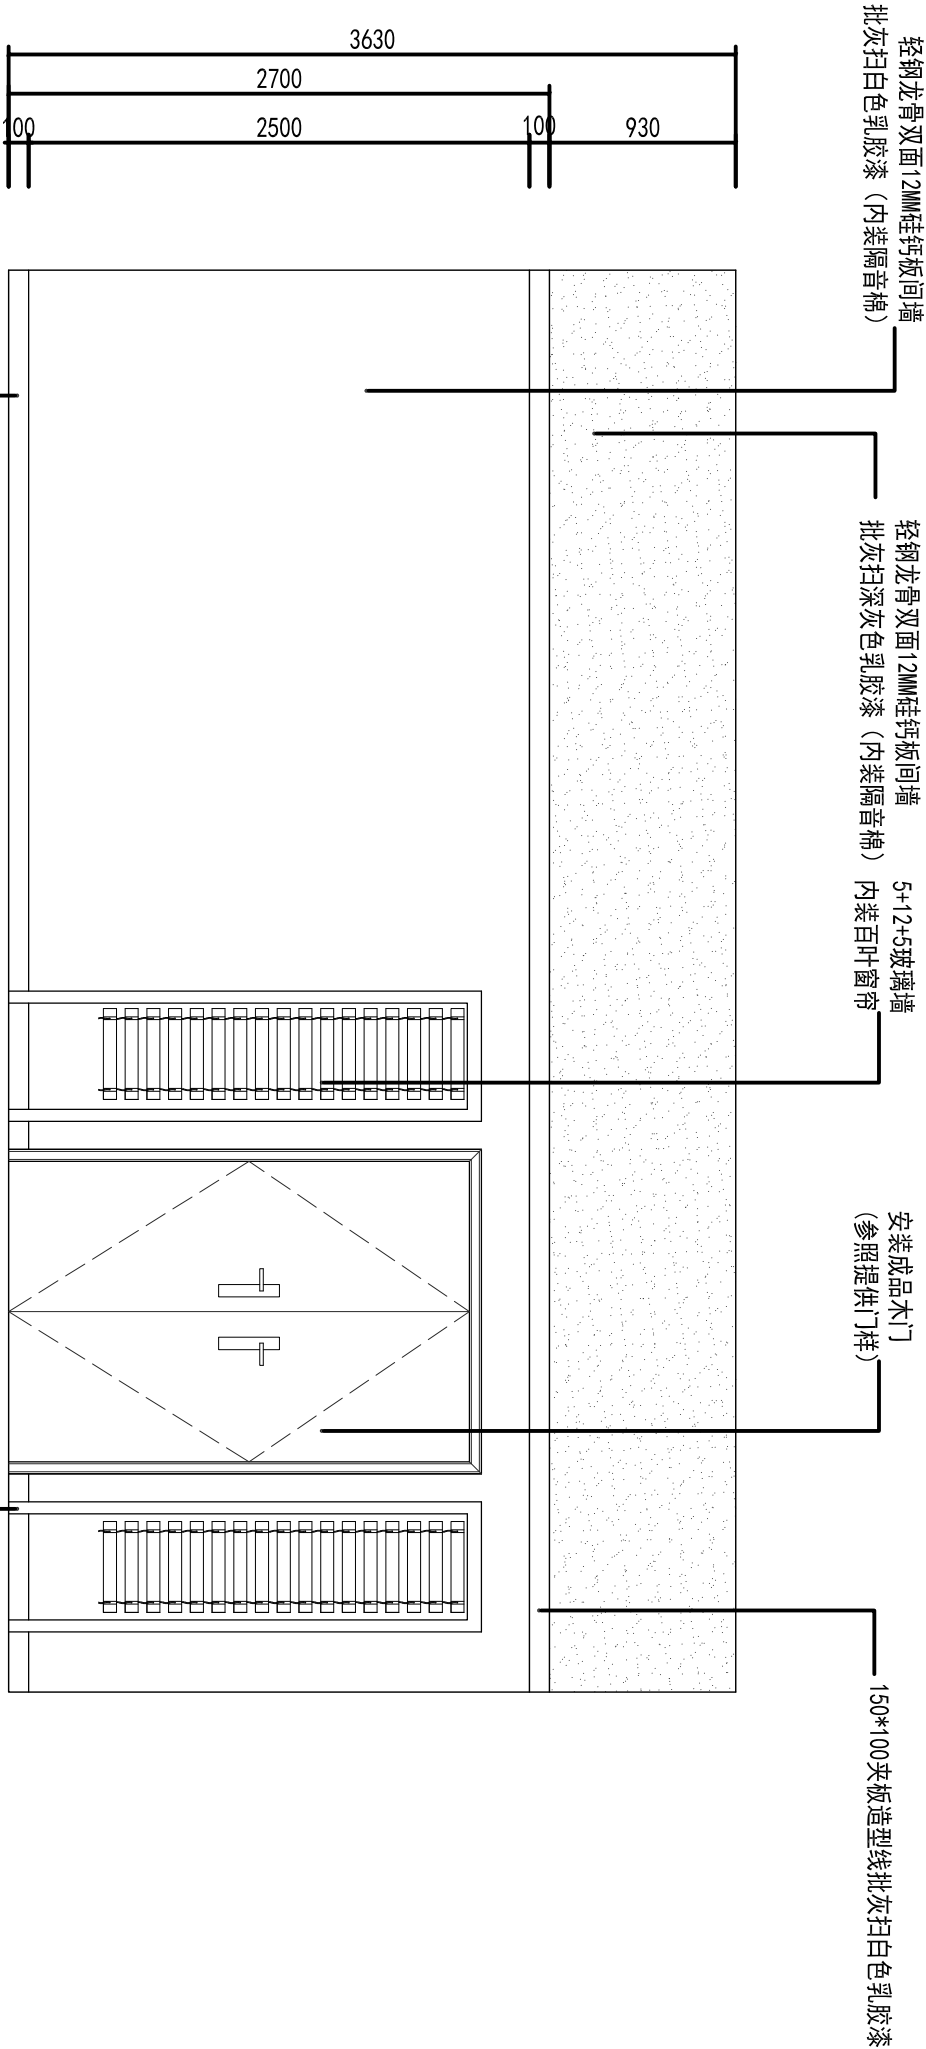 3630
2700
100
2500
100
930
轻钢龙骨双面12MM硅钙板间墙
批灰扫白色乳胶漆（内装隔音棉）
轻钢龙骨双面12MM硅钙板间墙
批灰扫深灰色乳胶漆（内装隔音棉）
5+12+5玻璃墙
内装百叶窗帘
安装成品木门
（参照提供门样）
150*100夹板造型线批灰扫白色乳胶漆